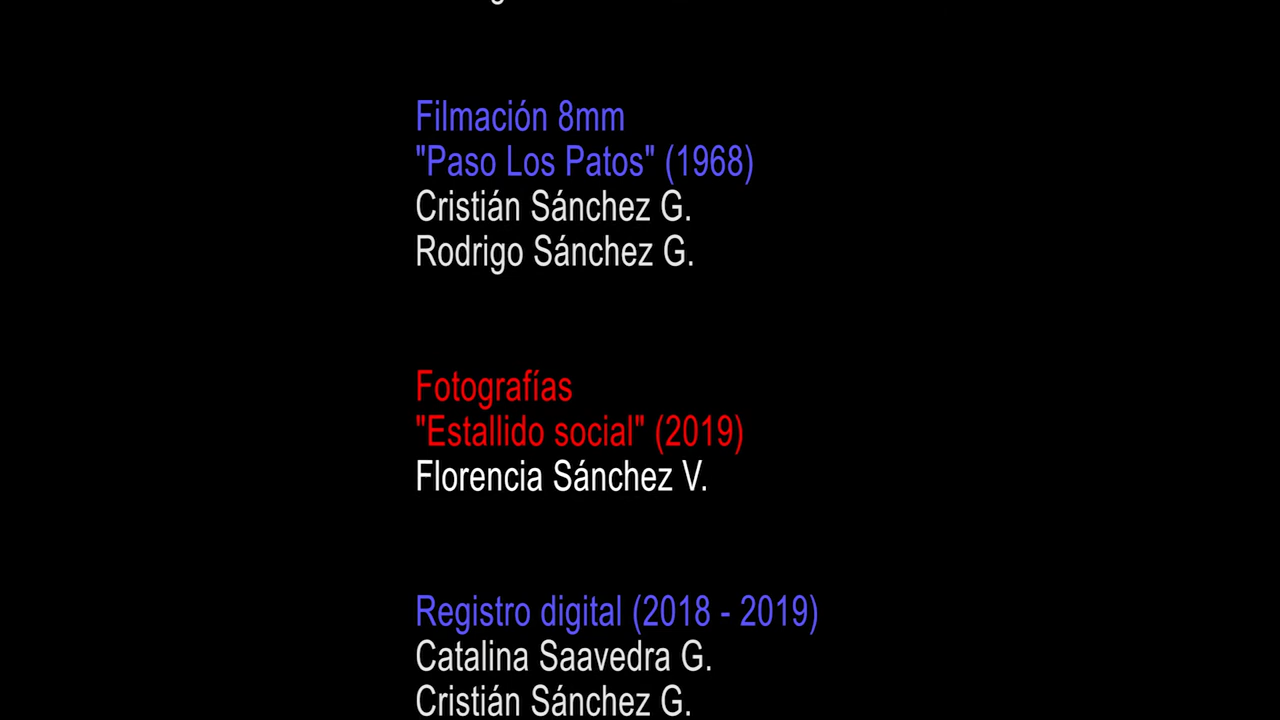 Filmación 8mm
"Paso Los Patos" (1968)
Cristián Sánchez G.
Rodrigo Sánchez G.
Fotografías
"Estallido social" (2019)
Florencia Sánchez V.
Registro digital (2018 - 2019)
Catalina Saavedra G.
Cristián Sánchez G.